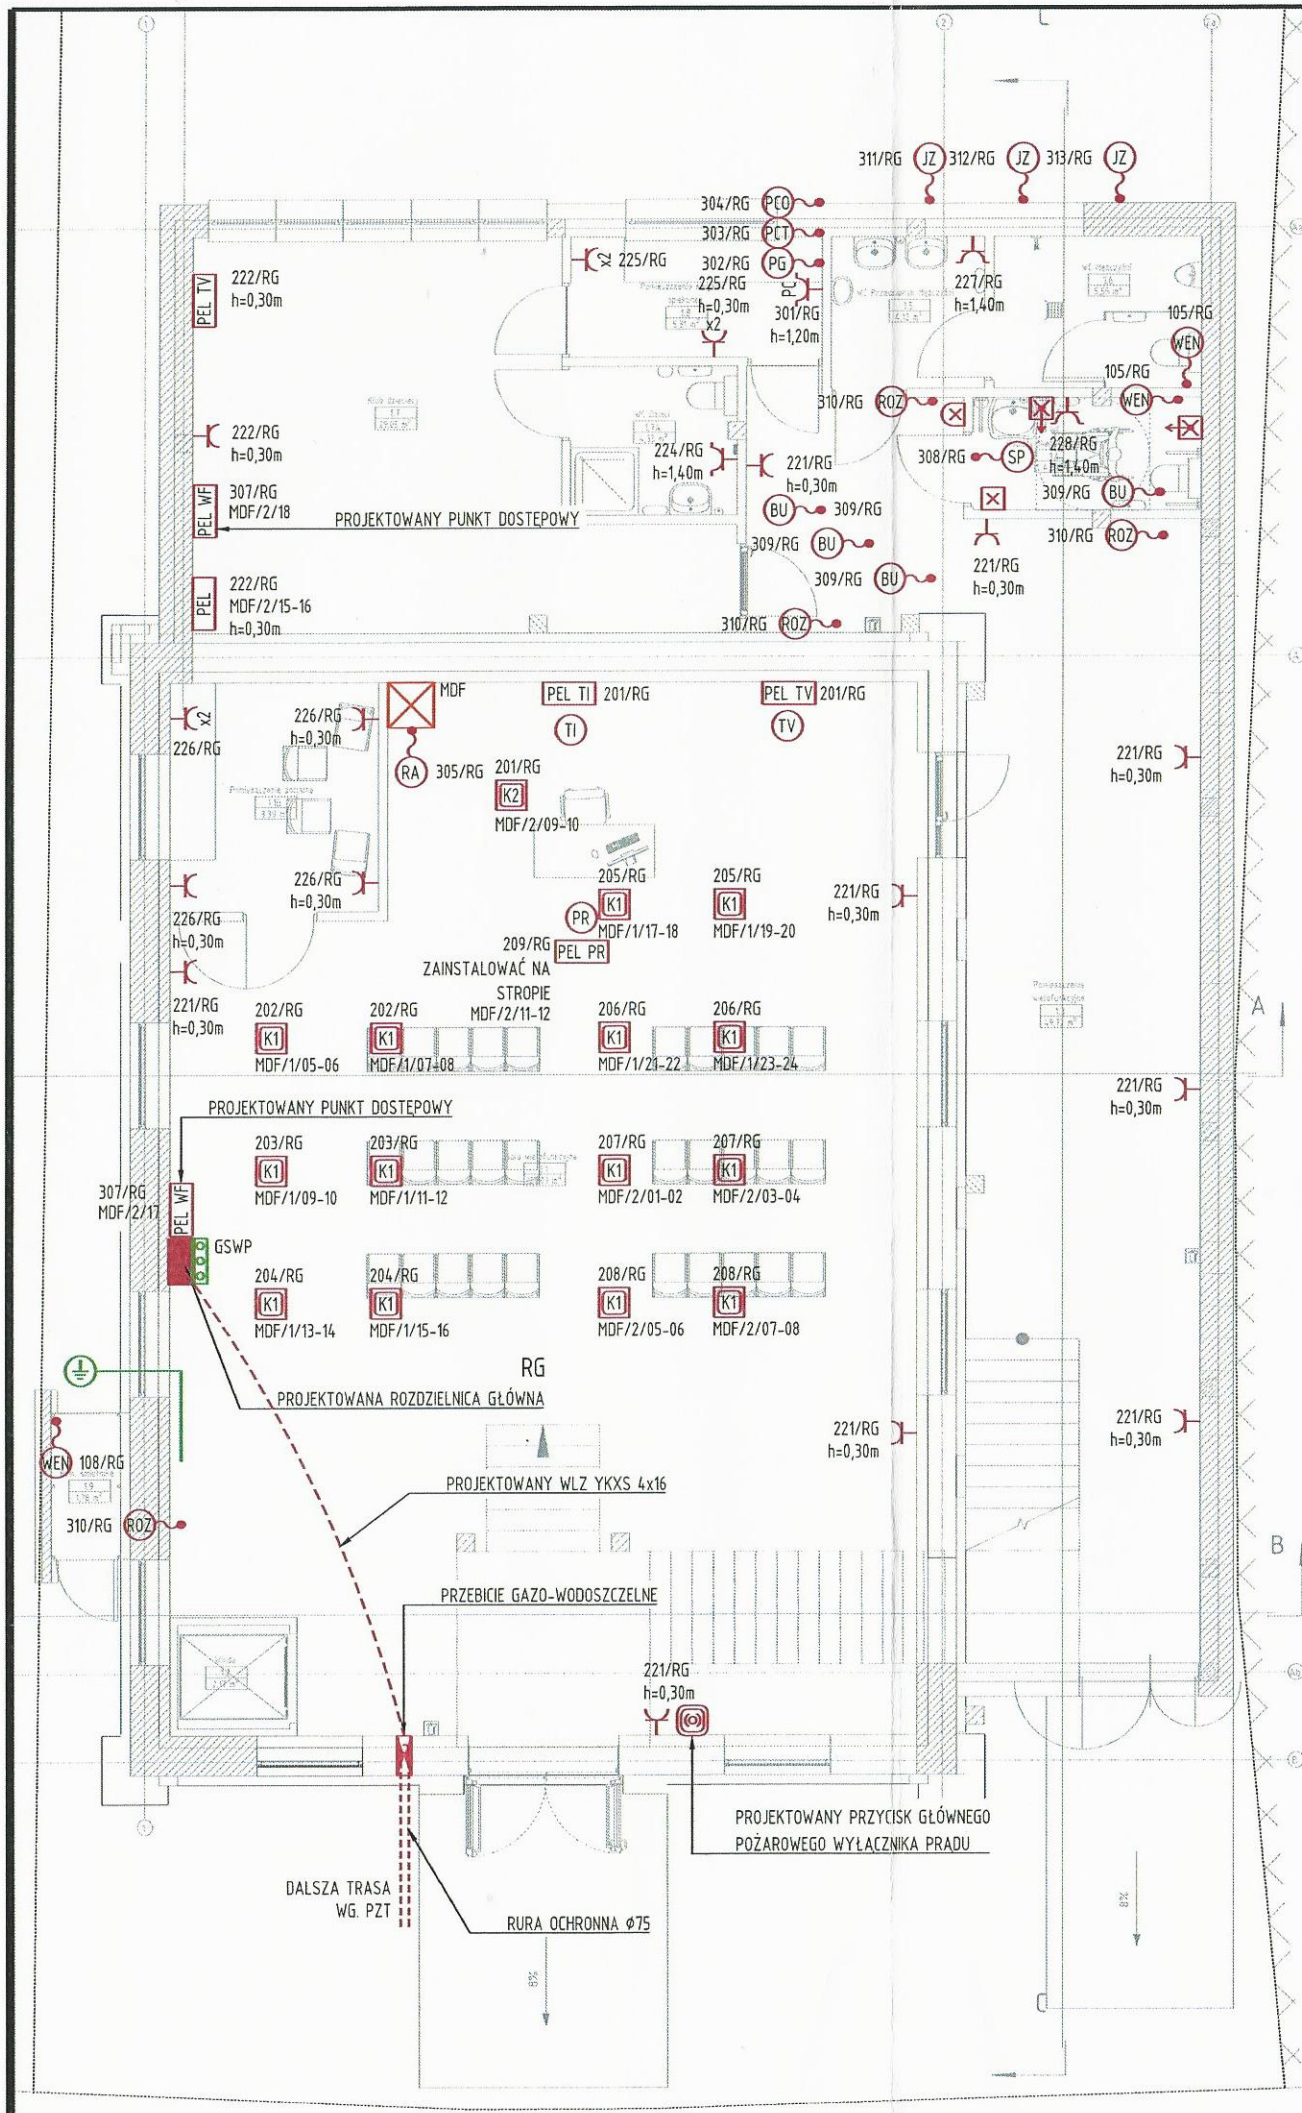 311/RG JZ 312/RG JZ 313/RG JZ
304/RG PCO
303/RG PCT
302/RG PG
x2 225/RG
225/RG
h=0,30m
x2
PC
301/RG
h=1,20m
227/RG
h=1,40m
222/RG
h=0,30m
PEL TV
105/RG
WEN
105/RG
WEN
310/RG ROZ
222/RG
h=0,30m
224/RG
h=1,40m
221/RG
h=0,30m
308/RG SP
228/RG
h=1,40m
307/RG
MDF/2/18
PEL WF
PROJEKTOWANY PUNKT DOSTĘPOWY
BU 309/RG
309/RG BU
309/RG BU
309/RG BU
310/RG ROZ
221/RG
h=0,30m
222/RG
MDF/2/15-16
h=0,30m
PEL
310/RG ROZ
MDF
PEL TI 201/RG
TI
PEL TV 201/RG
TV
x2
226/RG
226/RG
h=0,30m
RA 305/RG
201/RG
K2
MDF/2/09-10
221/RG
h=0,30m
226/RG
h=0,30m
226/RG
h=0,30m
205/RG
K1
MDF/1/17-18
205/RG
K1
MDF/1/19-20
221/RG
h=0,30m
PR
209/RG PEL PR
ZAINSTALOWAĆ NA
STROPIE
MDF/2/11-12
221/RG
h=0,30m
202/RG
K1
MDF/1/05-06
202/RG
K1
MDF/1/07-08
206/RG
K1
MDF/1/21-22
206/RG
K1
MDF/1/23-24
A
221/RG
h=0,30m
PROJEKTOWANY PUNKT DOSTĘPOWY
203/RG
K1
MDF/1/09-10
203/RG
K1
MDF/1/11-12
207/RG
K1
MDF/2/01-02
207/RG
K1
MDF/2/03-04
307/RG
MDF/2/17
PEL WF
GSWP
204/RG
K1
MDF/1/13-14
204/RG
K1
MDF/1/15-16
208/RG
K1
MDF/2/05-06
208/RG
K1
MDF/2/07-08
RG
PROJEKTOWANA ROZDZIELNICA GŁÓWNA
221/RG
h=0,30m
221/RG
h=0,30m
WEN 108/RG
PROJEKTOWANY WLZ YKXS 4x16
310/RG ROZ
B
PRZEBICIE GAZO-WODOSZCZELNE
221/RG
h=0,30m
PROJEKTOWANY PRZYCISK GŁÓWNEGO
POŻAROWEGO WYŁĄCZNIKA PRĄDU
DALSZA TRASA
WG. PZT
RURA OCHRONNA Ø75
8%
8%